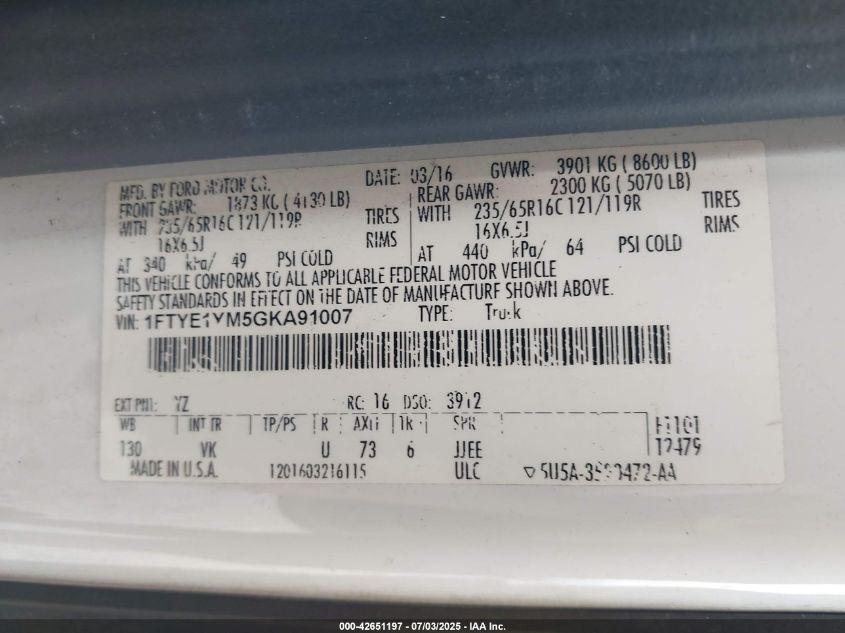 MFD. BY FORD MOTOR CO.
DATE: 03/16 GVWR: 3901 KG ( 8600 LB)
FRONT GAWR: 1873 KG ( 4130 LB)
REAR GAWR: 2300 KG ( 5070 LB)
WITH 235/65R16C 121/119R TIRES
WITH 235/65R16C 121/119R TIRES
16X6.5J RIMS
16X6.5J RIMS
AT 340 kPa/ 49 PSI COLD
AT 440 kPa/ 64 PSI COLD
THIS VEHICLE CONFORMS TO ALL APPLICABLE FEDERAL MOTOR VEHICLE
SAFETY STANDARDS IN EFFECT ON THE DATE OF MANUFACTURE SHOWN ABOVE.
VIN: 1FTYE1YM5GKA91007 TYPE: Truck
EXT PNT: YZ RC: 16 DSO: 3912
WB INT TR TP/PS R AXLE TR SPR
130 VK U 73 6 JJEE
12479
MADE IN U.S.A. 1201603216115 ULC
000-42651197 - 07/03/2025 - IAA Inc.